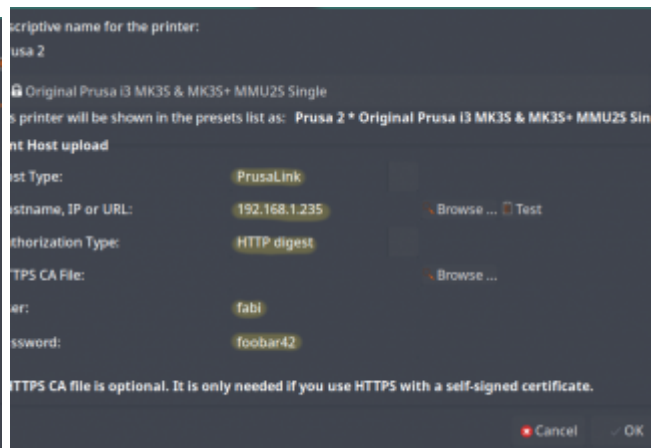 scriptive name for the printer:
usa 2
Original Prusa i3 MK3S & MK3S+ MMU2S Single
s printer will be shown in the presets list as: Prusa 2 * Original Prusa i3 MK3S & MK3S+ MMU2S Sin
nt Host upload
st Type: PrusaLink
stname, IP or URL: 192.168.1.235 Browse ... Test
thorization Type: HTTP digest
TPS CA File: Browse ...
er: fabi
ssword: foobar42
HTTPS CA file is optional. It is only needed if you use HTTPS with a self-signed certificate.
Cancel OK